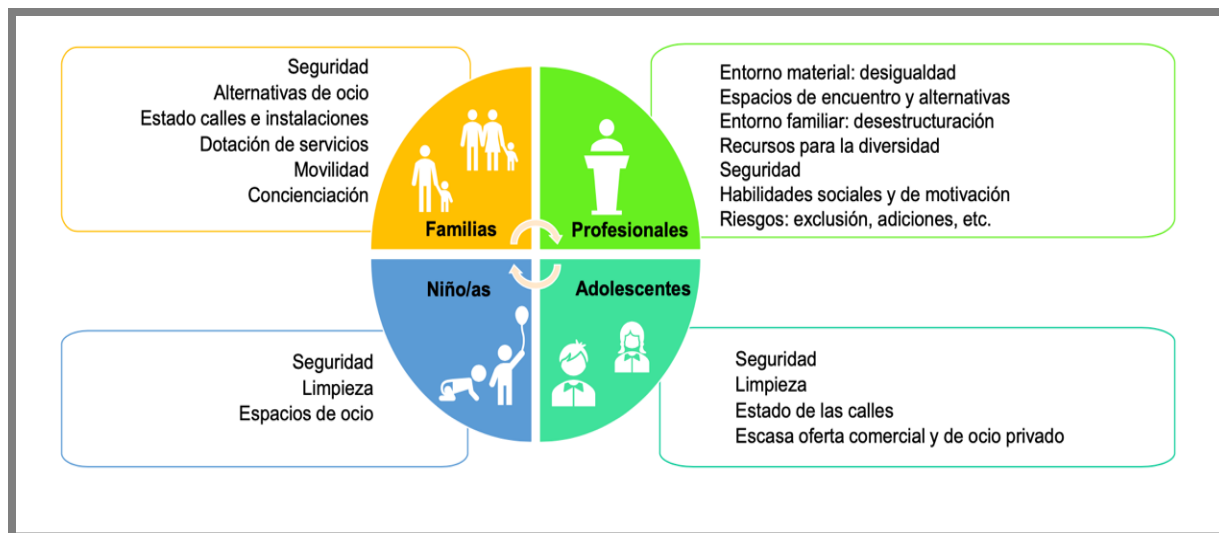 Seguridad
Alternativas de ocio
Estado calles e instalaciones
Dotación de servicios
Movilidad
Concienciación
Familias
Profesionales
Entorno material: desigualdad
Espacios de encuentro y alternativas
Entorno familiar: desestructuración
Recursos para la diversidad
Seguridad
Habilidades sociales y de motivación
Riesgos: exclusión, adiciones, etc.
Niño/as
Adolescentes
Seguridad
Limpieza
Espacios de ocio
Seguridad
Limpieza
Estado de las calles
Escasa oferta comercial y de ocio privado